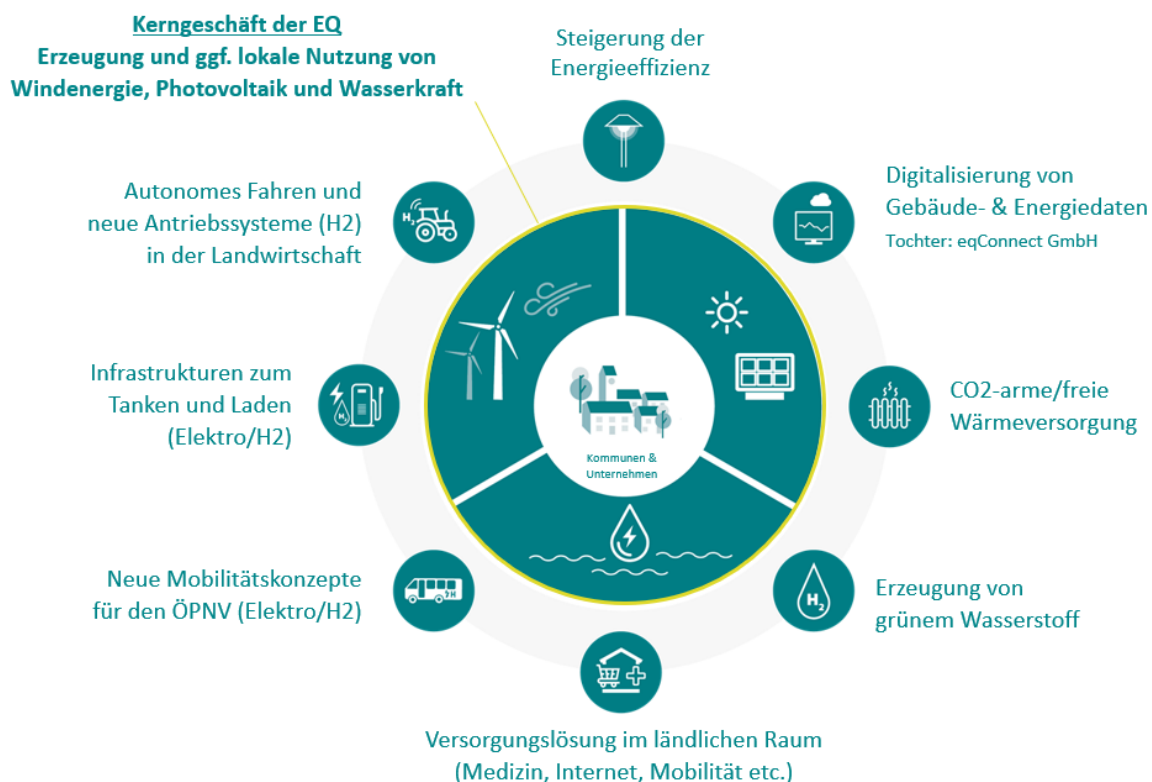 Kerngeschäft der EQ
Erzeugung und ggf. lokale Nutzung von
Windenergie, Photovoltaik und Wasserkraft
Steigerung der
Energieeffizienz
Digitalisierung von
Gebäude- & Energiedaten
Tochter: eqConnect GmbH
CO2-arme/freie
Wärmeversorgung
Erzeugung von
grünem Wasserstoff
H2
Versorgungslösung im ländlichen Raum
(Medizin, Internet, Mobilität etc.)
Neue Mobilitätskonzepte
für den ÖPNV (Elektro/H2)
H
Infrastrukturen zum
Tanken und Laden
(Elektro/H2)
H2
Autonomes Fahren und
neue Antriebssysteme (H2)
in der Landwirtschaft
H2
Kommunen &
Unternehmen